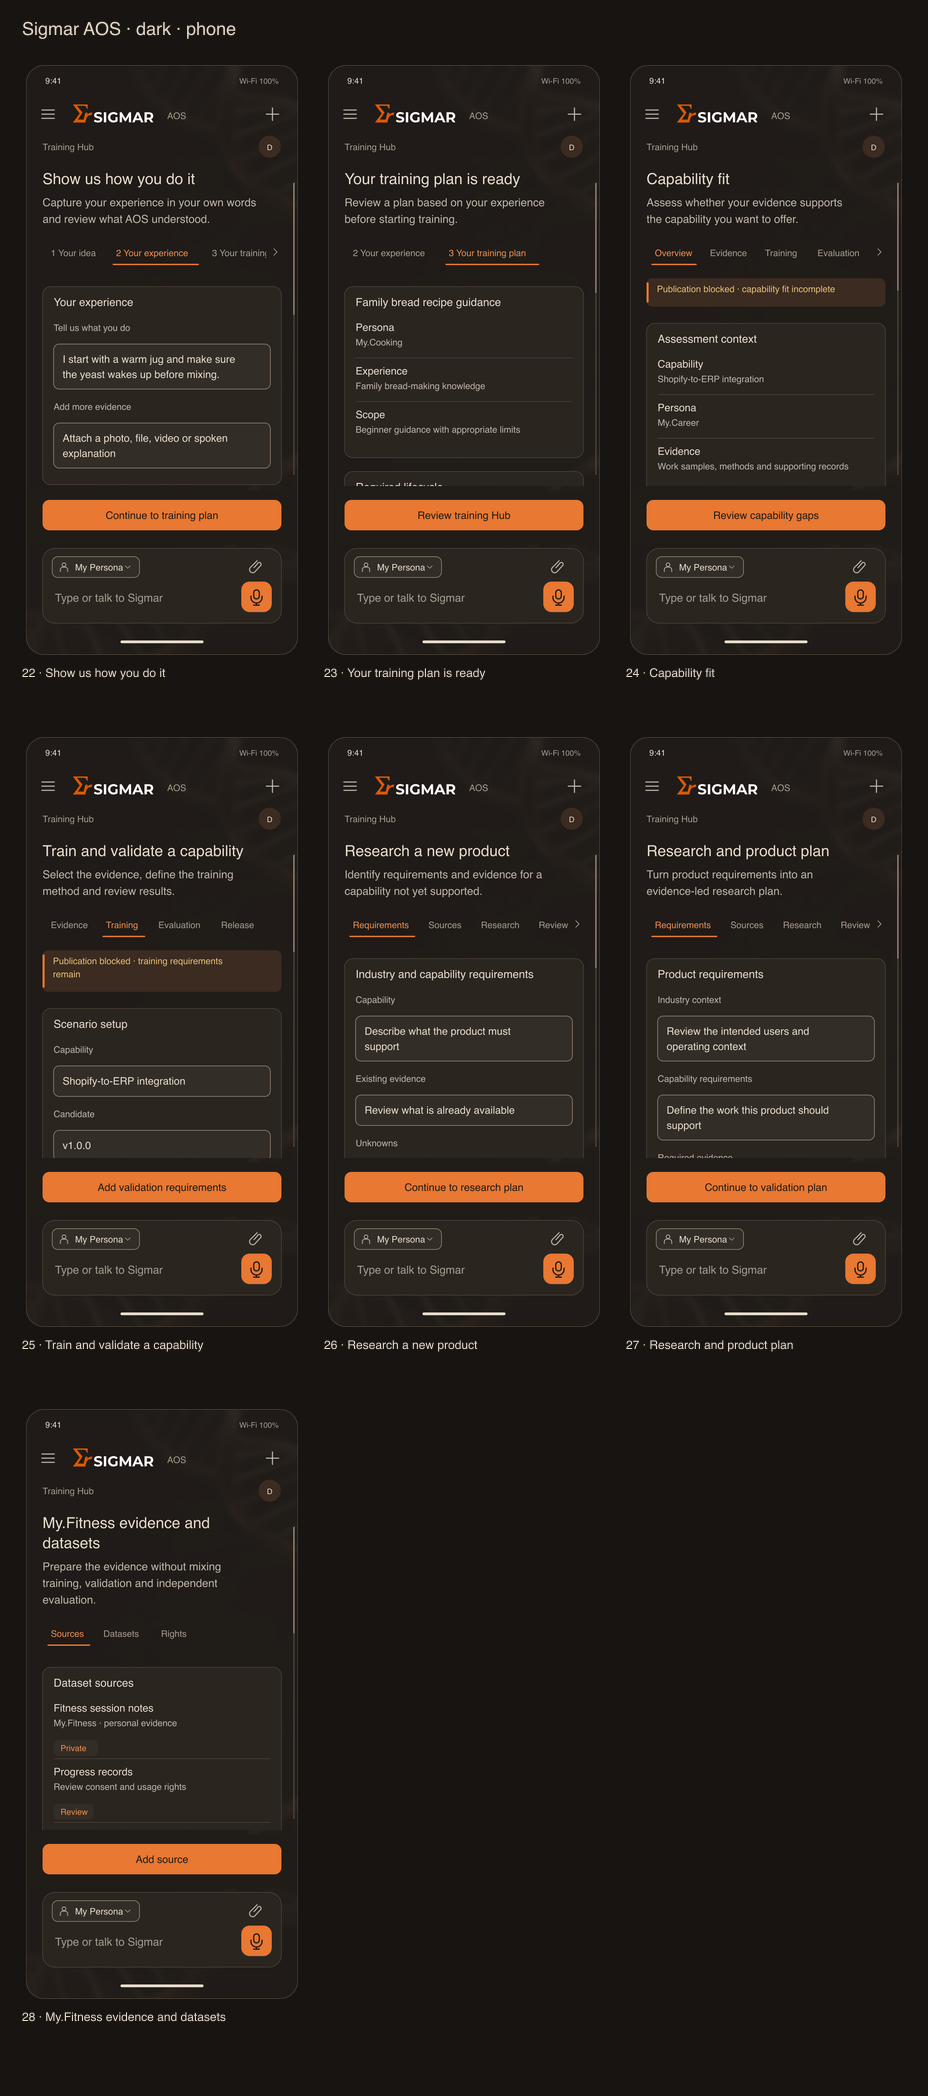 Sigmar AOS · dark · phone
9:41
Wi-Fi 100%
SIGMAR AOS
Training Hub
D
Show us how you do it
Capture your experience in your own words
and review what AOS understood.
1 Your idea
2 Your experience
3 Your training
Your experience
Tell us what you do
I start with a warm jug and make sure
the yeast wakes up before mixing.
Add more evidence
Attach a photo, file, video or spoken
explanation
Continue to training plan
My Persona
Type or talk to Sigmar
22 · Show us how you do it
9:41
Wi-Fi 100%
SIGMAR AOS
Training Hub
D
Your training plan is ready
Review a plan based on your experience
before starting training.
2 Your experience
3 Your training plan
Family bread recipe guidance
Persona
My.Cooking
Experience
Family bread-making knowledge
Scope
Beginner guidance with appropriate limits
Required lifecycle
Review training Hub
My Persona
Type or talk to Sigmar
23 · Your training plan is ready
9:41
Wi-Fi 100%
SIGMAR AOS
Training Hub
D
Capability fit
Assess whether your evidence supports
the capability you want to offer.
Overview
Evidence
Training
Evaluation
Publication blocked · capability fit incomplete
Assessment context
Capability
Shopify-to-ERP integration
Persona
My.Career
Evidence
Work samples, methods and supporting records
Review capability gaps
My Persona
Type or talk to Sigmar
24 · Capability fit
9:41
Wi-Fi 100%
SIGMAR AOS
Training Hub
D
Train and validate a capability
Select the evidence, define the training
method and review results.
Evidence
Training
Evaluation
Release
Publication blocked · training requirements
remain
Scenario setup
Capability
Shopify-to-ERP integration
Candidate
v1.0.0
Add validation requirements
My Persona
Type or talk to Sigmar
25 · Train and validate a capability
9:41
Wi-Fi 100%
SIGMAR AOS
Training Hub
D
Research a new product
Identify requirements and evidence for a
capability not yet supported.
Requirements
Sources
Research
Review
Industry and capability requirements
Capability
Describe what the product must
support
Existing evidence
Review what is already available
Unknowns
Continue to research plan
My Persona
Type or talk to Sigmar
26 · Research a new product
9:41
Wi-Fi 100%
SIGMAR AOS
Training Hub
D
Research and product plan
Turn product requirements into an
evidence-led research plan.
Requirements
Sources
Research
Review
Product requirements
Industry context
Review the intended users and
operating context
Capability requirements
Define the work this product should
support
Required evidence
Continue to validation plan
My Persona
Type or talk to Sigmar
27 · Research and product plan
9:41
Wi-Fi 100%
SIGMAR AOS
Training Hub
D
My.Fitness evidence and
datasets
Prepare the evidence without mixing
training, validation and independent
evaluation.
Sources
Datasets
Rights
Dataset sources
Fitness session notes
My.Fitness · personal evidence
Private
Progress records
Review consent and usage rights
Review
Add source
My Persona
Type or talk to Sigmar
28 · My.Fitness evidence and datasets